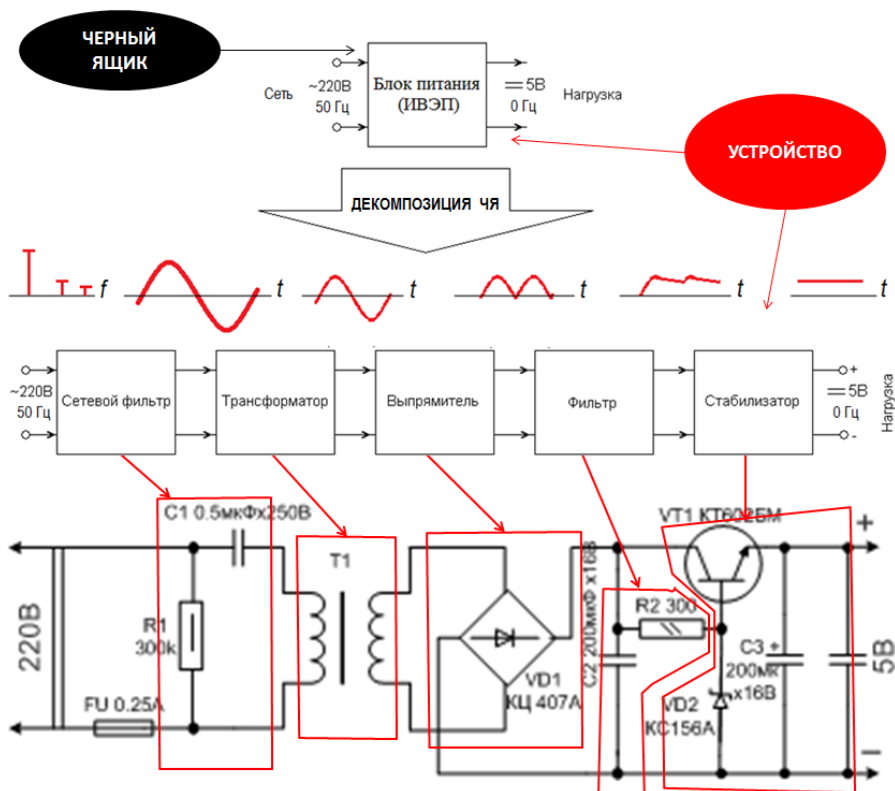 ЧЕРНЫЙ
ЯЩИК
Сеть
~220В
50 Гц
Блок питания
(ИВЭП)
5В
0 Гц
Нагрузка
УСТРОЙСТВО
ДЕКОМПОЗИЦИЯ ЧЯ
f
t
t
t
t
t
~220В
50 Гц
Сетевой фильтр
Трансформатор
Выпрямитель
Фильтр
Стабилизатор
+
5В
0 Гц
-
Нагрузка
C1 0.5мкФх250В
VT1 КТ602БМ
+
T1
R1
300k
220В
FU 0.25A
VD1
КЦ 407А
C2 200мкФ х16В
R2 300
C3 +
200мк
х16В
VD2
КС156А
5В
–